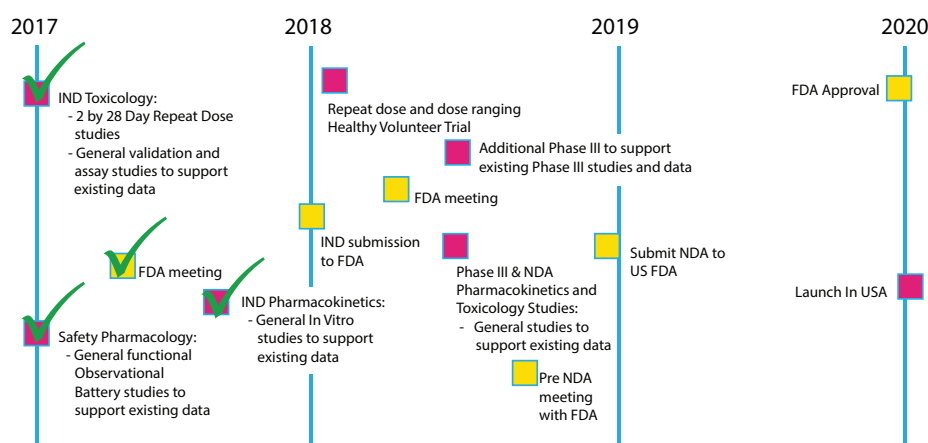 2017
2018
2019
2020
IND Toxicology:
- 2 by 28 Day Repeat Dose
studies
- General validation and
assay studies to support
existing data
FDA meeting
Safety Pharmacology:
- General functional
Observational
Battery studies to
support existing data
IND Pharmacokinetics:
- General In Vitro
studies to support
existing data
Repeat dose and dose ranging
Healthy Volunteer Trial
Additional Phase III to support
existing Phase III studies and data
FDA meeting
IND submission
to FDA
Phase III & NDA
Pharmacokinetics and
Toxicology Studies:
- General studies to
support existing data
Pre NDA
meeting
with FDA
Submit NDA to
US FDA
FDA Approval
Launch In USA